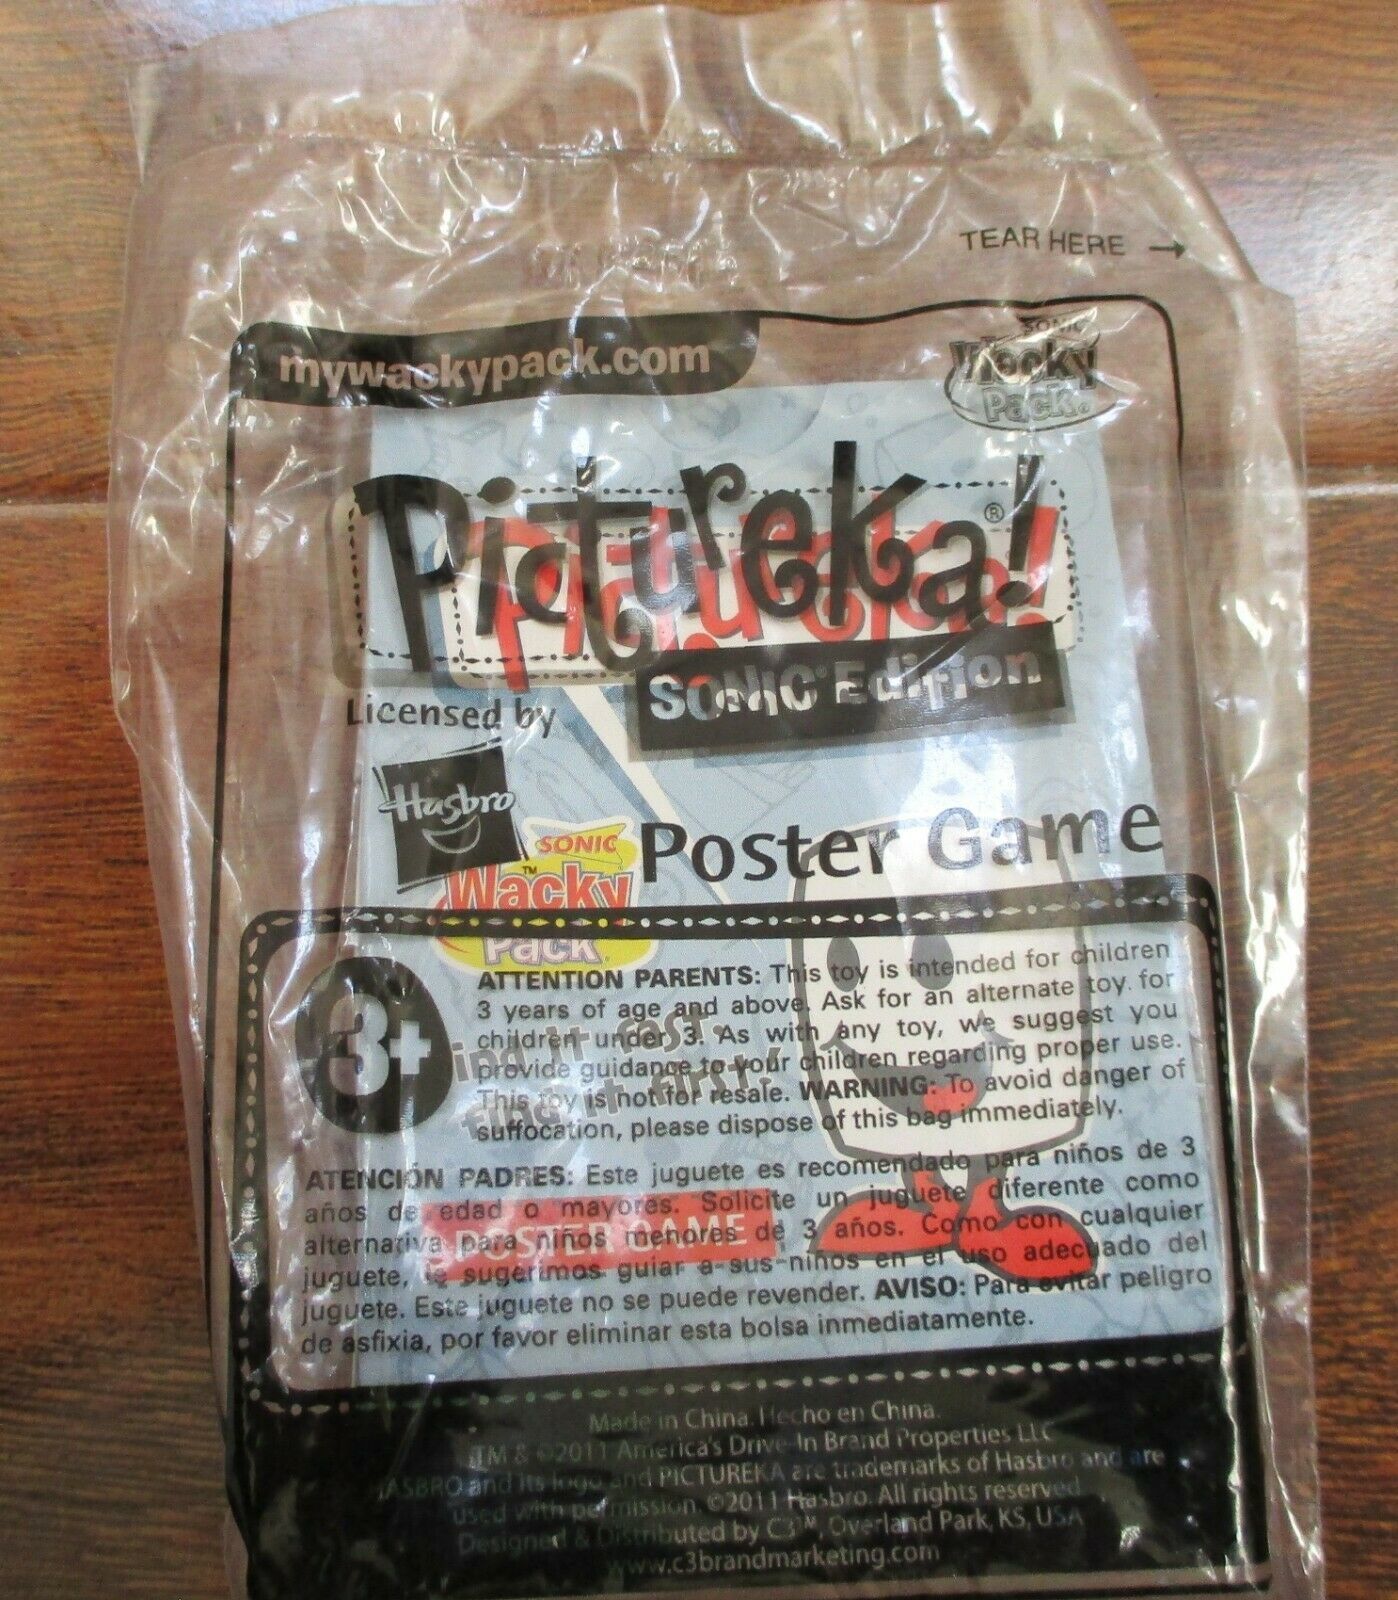 TEAR HERE →
mywackypack.com
SONIC
Wacky
Pack®
Pictureka!®
Pictureka!
SONIC® Edition
Licensed by
Hasbro
SONIC
Wacky™
Pack®
Poster Game
3+
ATTENTION PARENTS: This toy is intended for children
3 years of age and above. Ask for an alternate toy for
children under 3. As with any toy, we suggest you
provide guidance to your children regarding proper use.
This toy is not for resale. WARNING: To avoid danger of
suffocation, please dispose of this bag immediately.
ATENCIÓN PADRES: Este juguete es recomendado para niños de 3
años de edad o mayores. Solicite un juguete diferente como
alternativa para niños menores de 3 años. Como con cualquier
juguete, le sugerimos guiar a sus niños en el uso adecuado del
juguete. Este juguete no se puede revender. AVISO: Para evitar peligro
de asfixia, por favor eliminar esta bolsa inmediatamente.
POSTER GAME
Made in China. Hecho en China.
TM & ©2011 America's Drive-In Brand Properties LLC
HASBRO and its logo and PICTUREKA are trademarks of Hasbro and are
used with permission. ©2011 Hasbro. All rights reserved
Designed & Distributed by C3™, Overland Park, KS, USA
www.c3brandmarketing.com